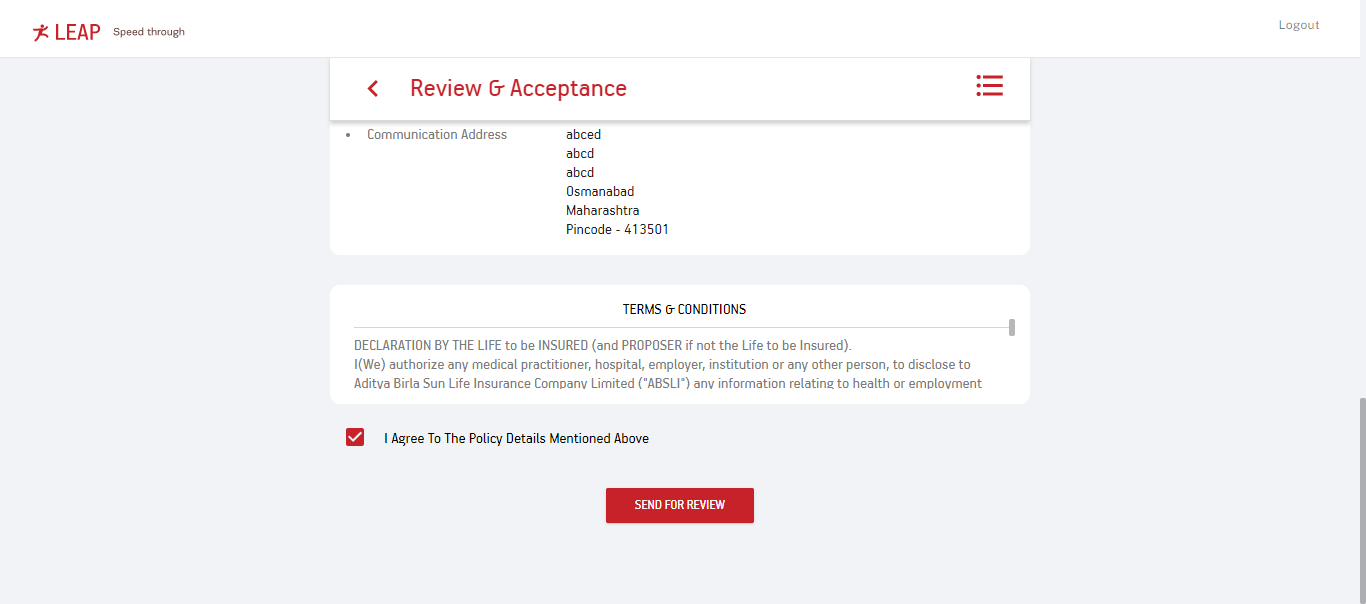 LEAP Speed through
Logout
Review & Acceptance
• Communication Address abced
abcd
abcd
Osmanabad
Maharashtra
Pincode - 413501
TERMS & CONDITIONS
DECLARATION BY THE LIFE to be INSURED (and PROPOSER if not the Life to be Insured).
I(We) authorize any medical practitioner, hospital, employer, institution or any other person, to disclose to
Aditya Birla Sun Life Insurance Company Limited ("ABSLI") any information relating to health or employment
I Agree To The Policy Details Mentioned Above
SEND FOR REVIEW